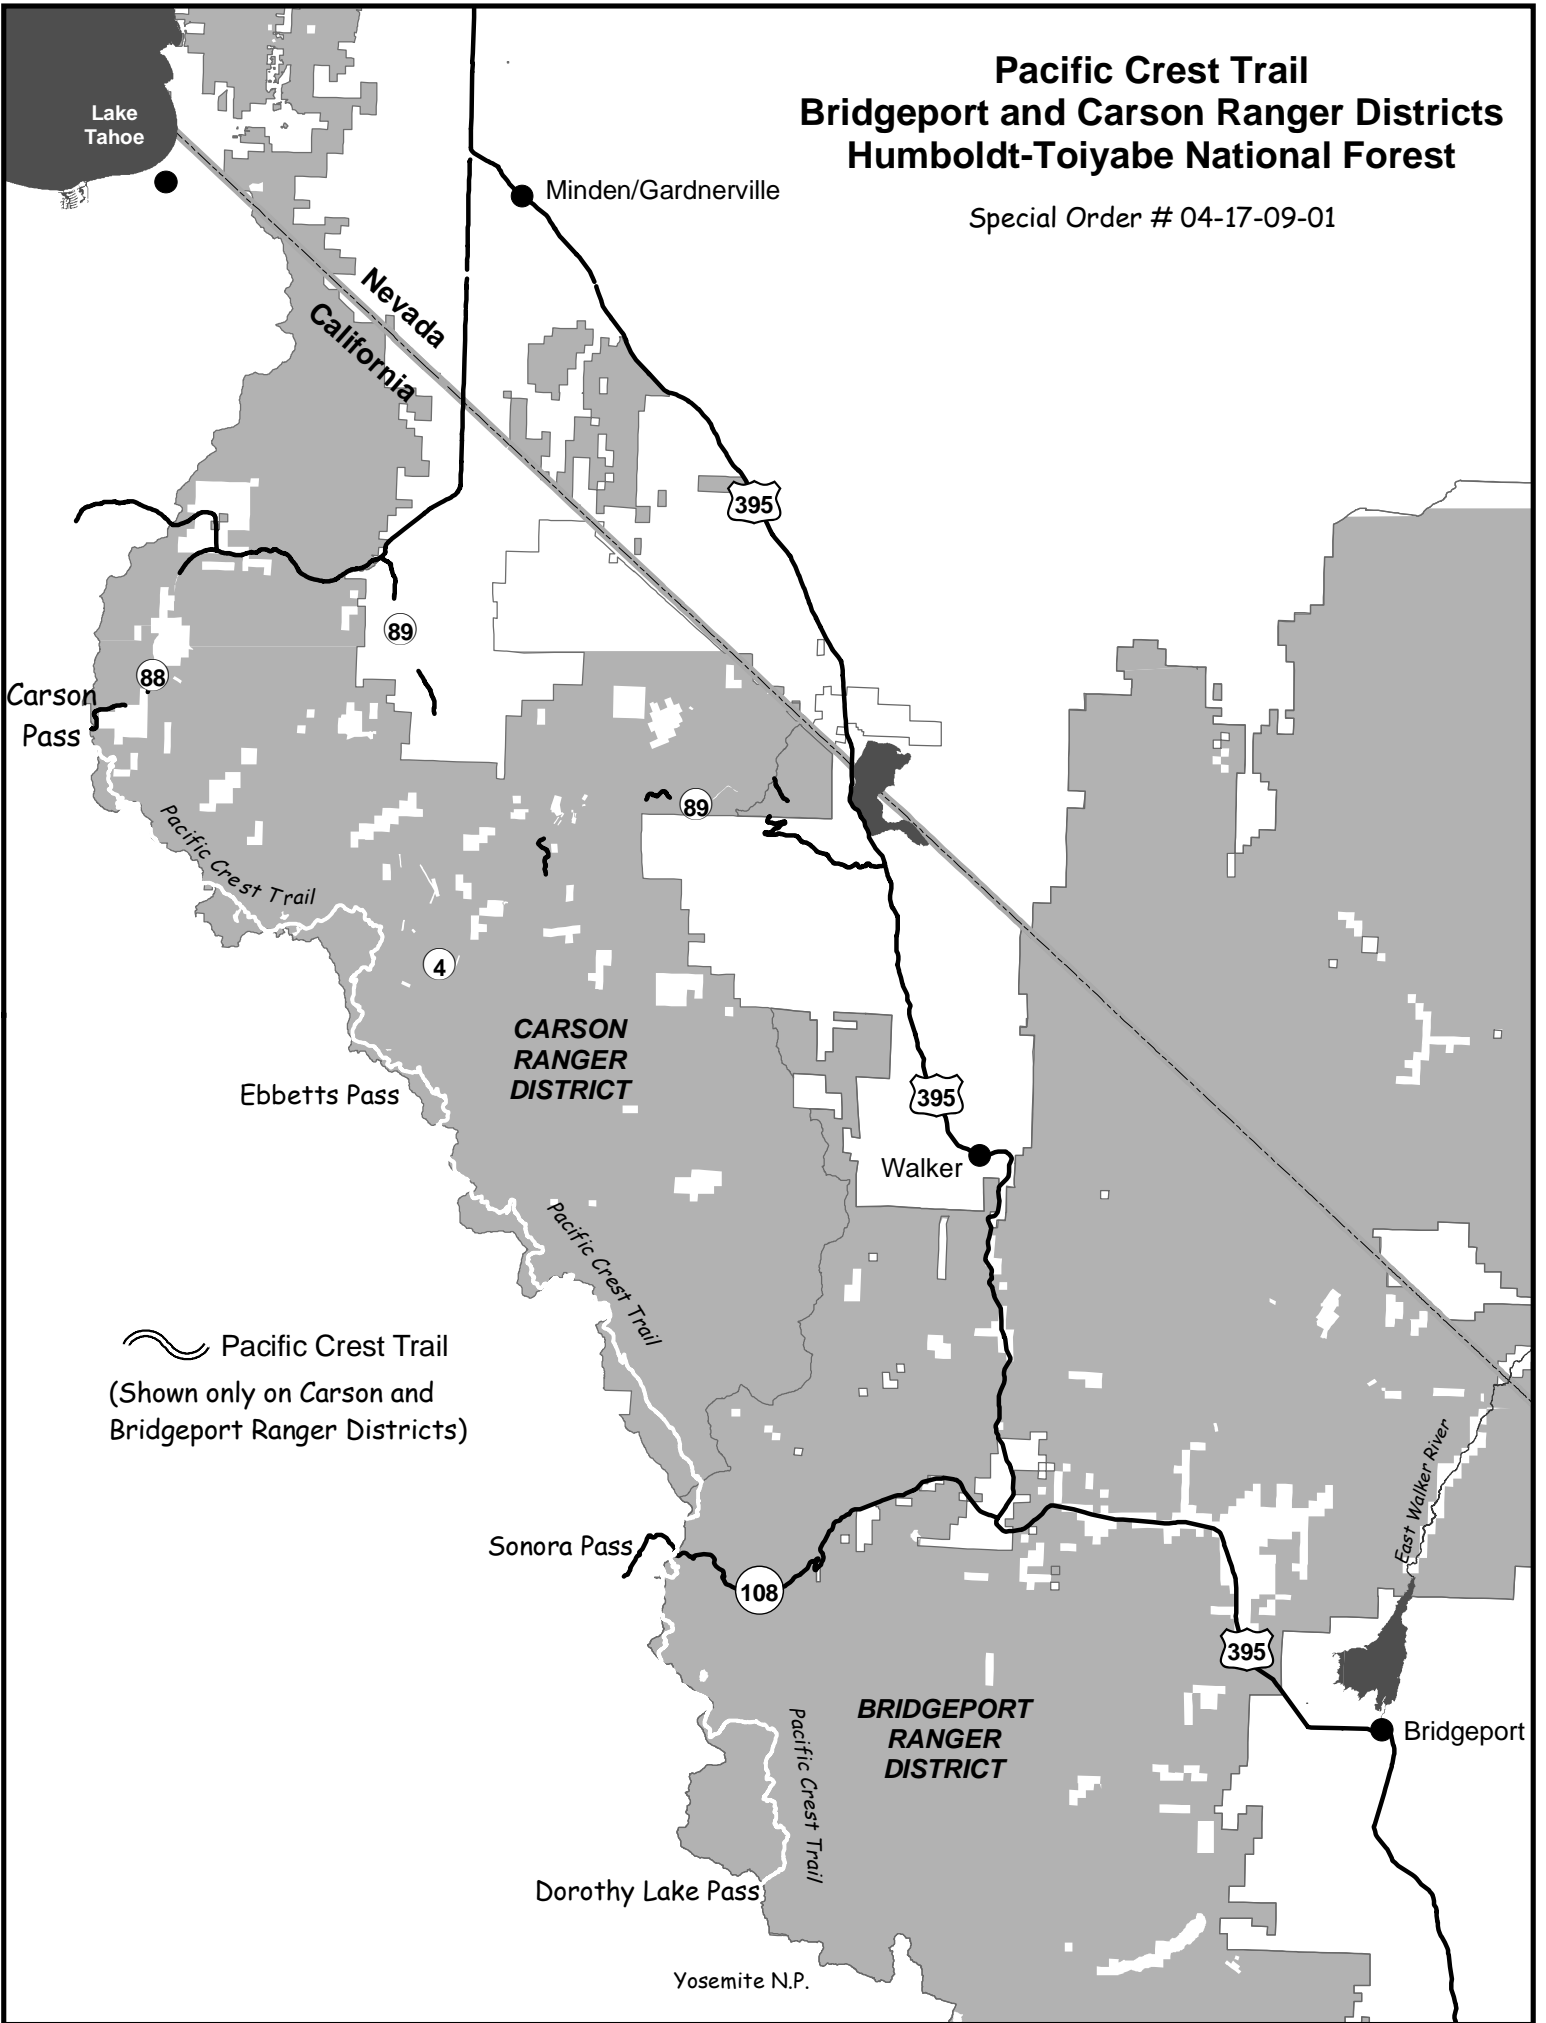 Pacific Crest Trail
Bridgeport and Carson Ranger Districts
Humboldt-Toiyabe National Forest
Special Order # 04-17-09-01
Lake
Tahoe
Minden/Gardnerville
Nevada
California
395
89
88
Carson
Pass
89
Pacific Crest Trail
4
CARSON
RANGER
DISTRICT
Ebbetts Pass
395
Walker
Pacific Crest Trail
Pacific Crest Trail
(Shown only on Carson and
Bridgeport Ranger Districts)
East Walker River
Sonora Pass
108
395
BRIDGEPORT
RANGER
DISTRICT
Bridgeport
Pacific Crest Trail
Dorothy Lake Pass
Yosemite N.P.